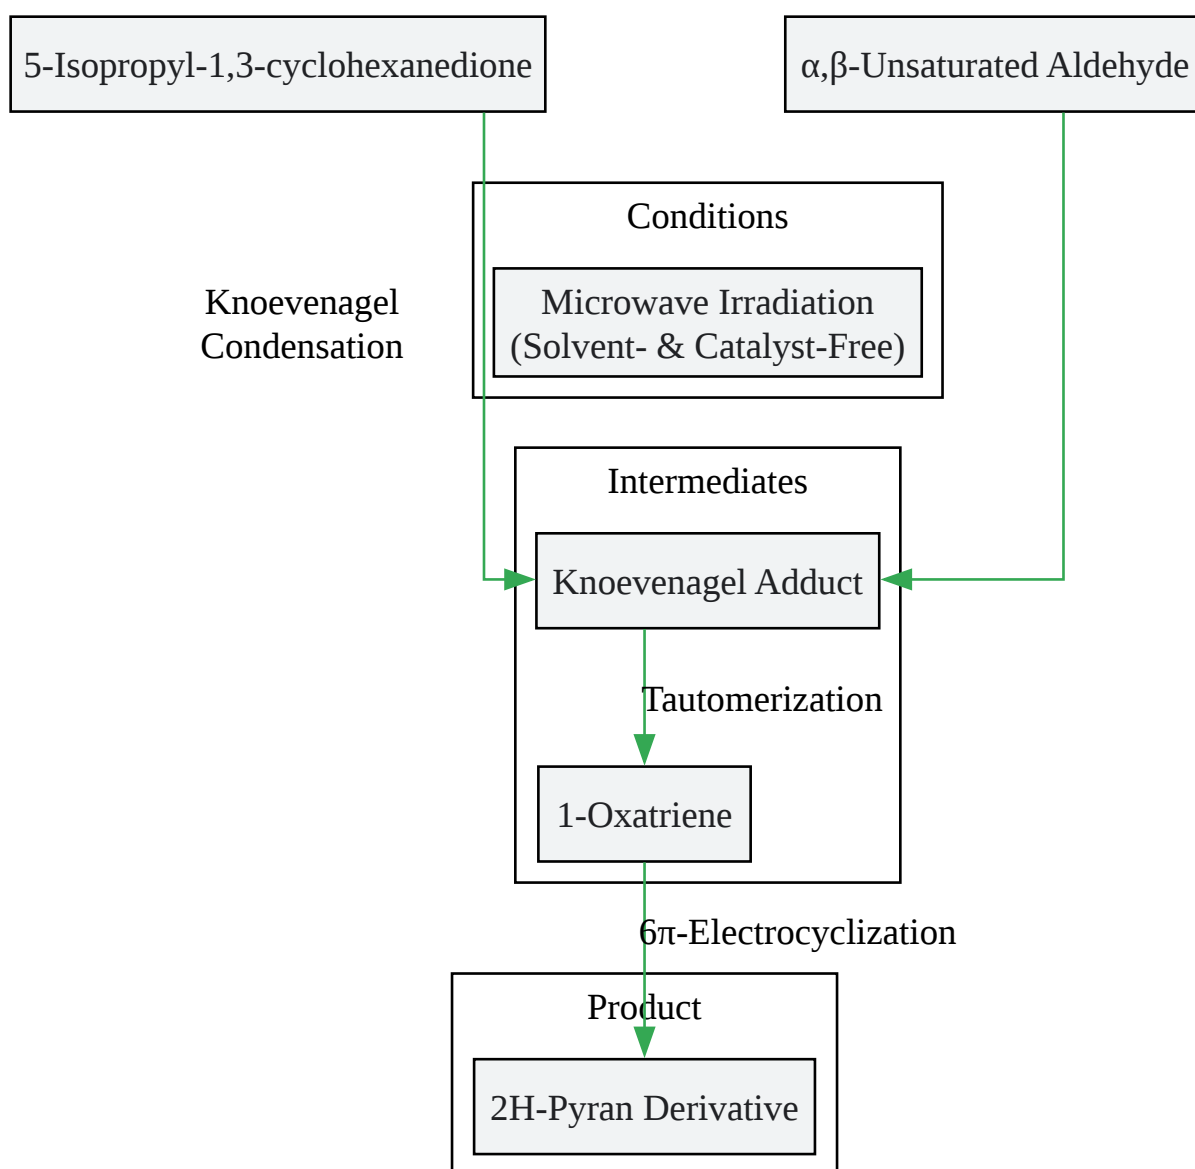 5-Isopropyl-1,3-cyclohexanedione
α,β-Unsaturated Aldehyde
Conditions
Microwave Irradiation
(Solvent- & Catalyst-Free)
Knoevenagel
Condensation
Intermediates
Knoevenagel Adduct
Tautomerization
1-Oxatriene
6π-Electrocyclization
Product
2H-Pyran Derivative